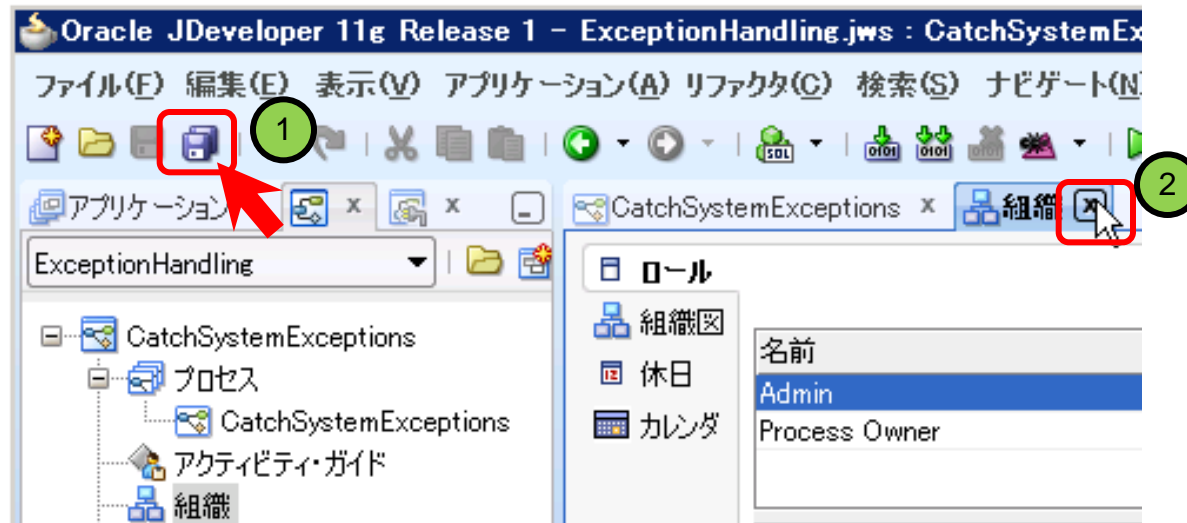 Oracle JDeveloper 11g Release 1 - ExceptionHandling.jws : CatchSystemEx
ファイル(F) 編集(E) 表示(V) アプリケーション(A) リファクタ(C) 検索(S) ナビゲート(N)
1
SQL
2
アプリケーション
CatchSystemExceptions
組織
ExceptionHandling
ロール
組織図
休日
カレンダ
名前
Admin
Process Owner
CatchSystemExceptions
プロセス
CatchSystemExceptions
アクティビティ・ガイド
組織